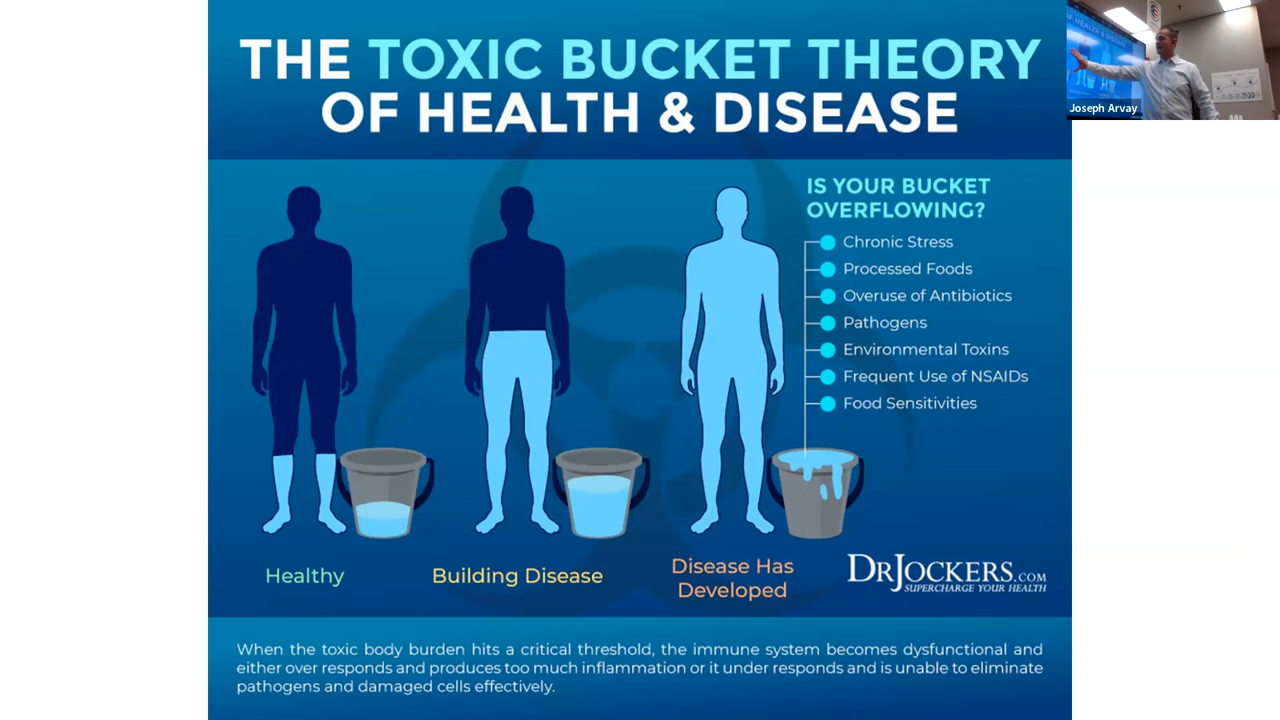 THE TOXIC BUCKET THEORY
OF HEALTH & DISEASE
Joseph Arvay
IS YOUR BUCKET
OVERFLOWING?
Chronic Stress
Processed Foods
Overuse of Antibiotics
Pathogens
Environmental Toxins
Frequent Use of NSAIDs
Food Sensitivities
Healthy
Building Disease
Disease Has
Developed
DRJOCKERS.COM
SUPERCHARGE YOUR HEALTH
When the toxic body burden hits a critical threshold, the immune system becomes dysfunctional and
either over responds and produces too much inflammation or it under responds and is unable to eliminate
pathogens and damaged cells effectively.